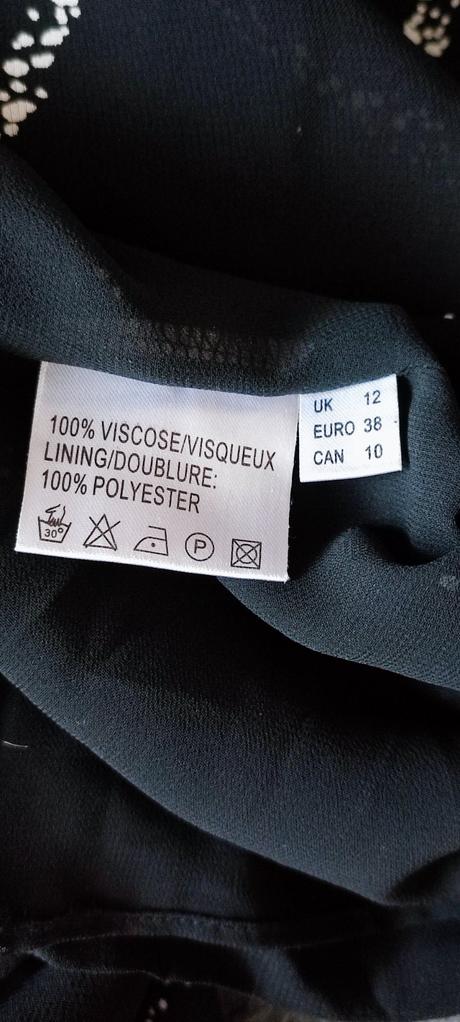 100% VISCOSE/VISQUEUX
LINING/DOUBLURE:
100% POLYESTER
30°
P
UK 12
EURO 38
CAN 10